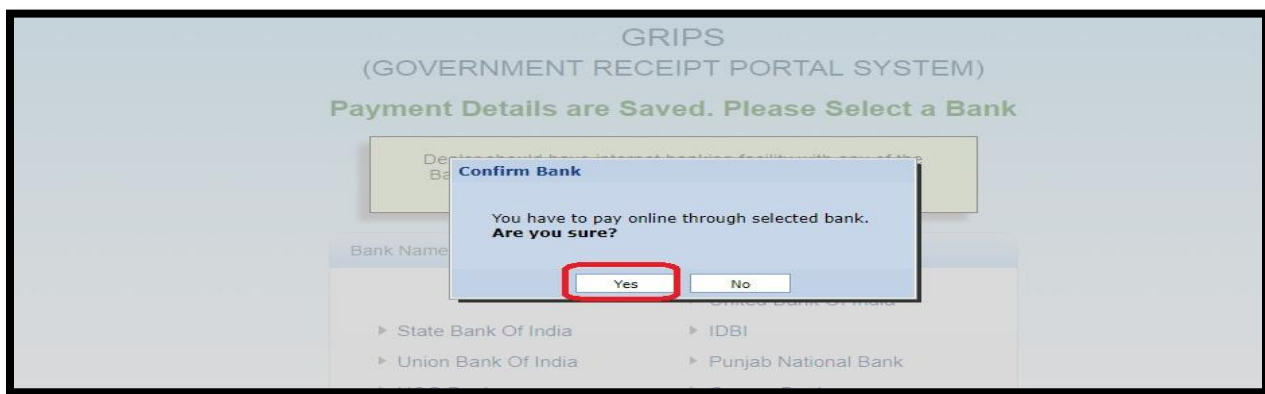 GRIPS
(GOVERNMENT RECEIPT PORTAL SYSTEM)
Payment Details are Saved. Please Select a Bank
Confirm Bank
You have to pay online through selected bank.
Are you sure?
Yes No
Bank Name
United Bank Of India
State Bank Of India
IDBI
Union Bank Of India
Punjab National Bank